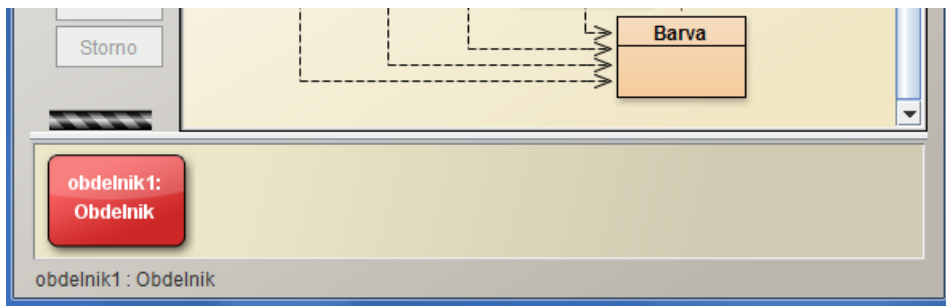 Storno
Barva
obdelnik1:
Obdelnik
obdelnik1 : Obdelnik